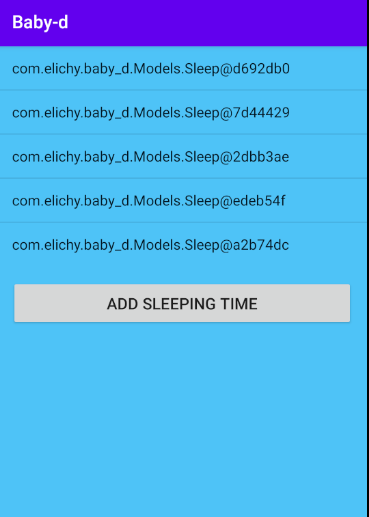 Baby-d
com.elichy.baby_d.Models.Sleep@d692db0
com.elichy.baby_d.Models.Sleep@7d44429
com.elichy.baby_d.Models.Sleep@2dbb3ae
com.elichy.baby_d.Models.Sleep@edeb54f
com.elichy.baby_d.Models.Sleep@a2b74dc
ADD SLEEPING TIME